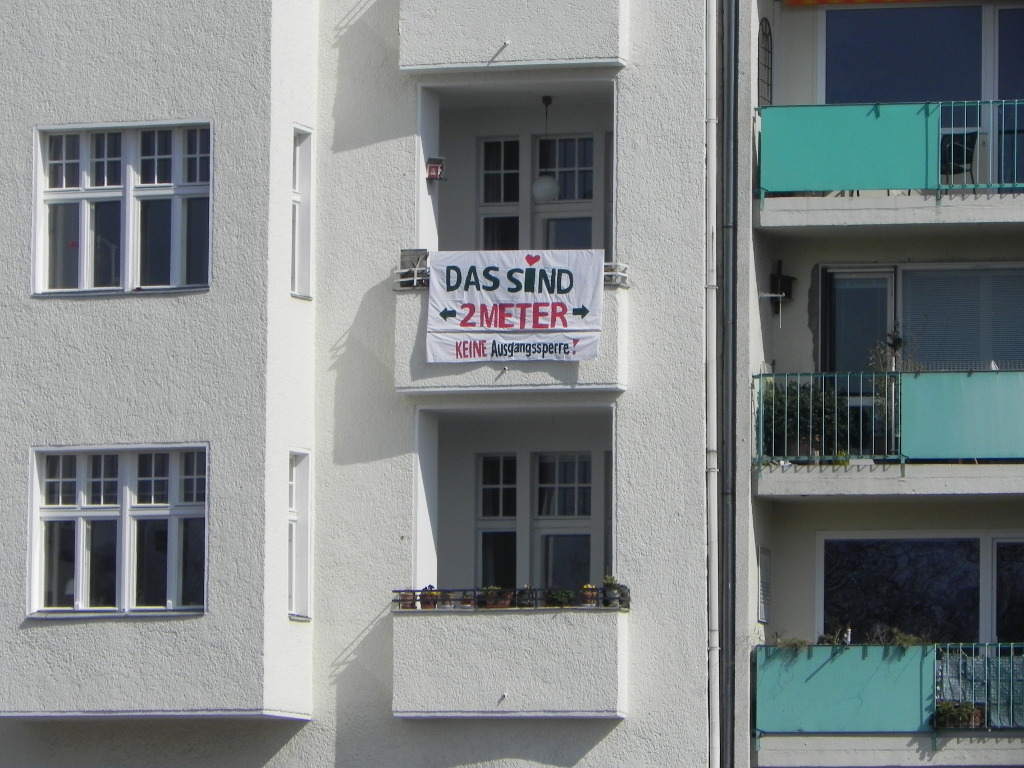 DAS SIND
2 METER
KEINE Ausgangssperre!